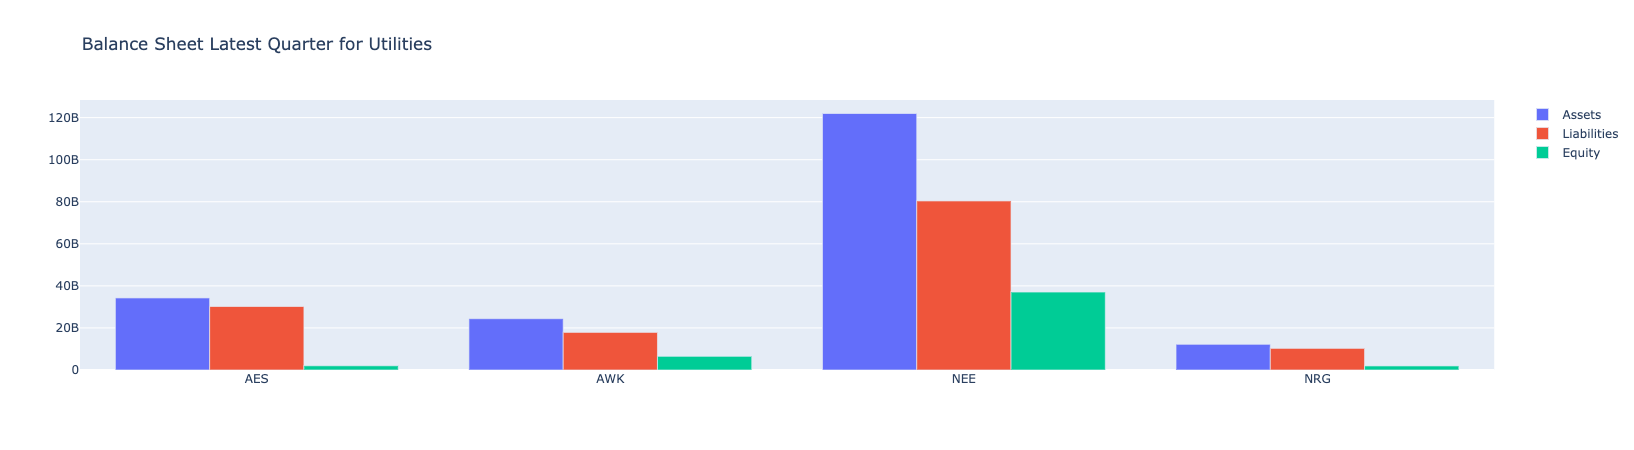 Balance Sheet Latest Quarter for Utilities
120B
100B
80B
60B
40B
20B
0
AES
AWK
NEE
NRG
Assets
Liabilities
Equity